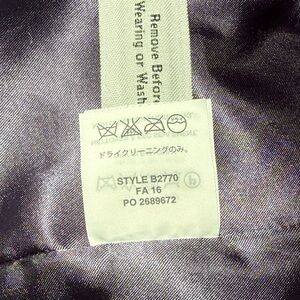 Remove Before
Wearing or Wash
ドライクリーニングのみ。
STYLE B2770
FA 16
PO 2689672